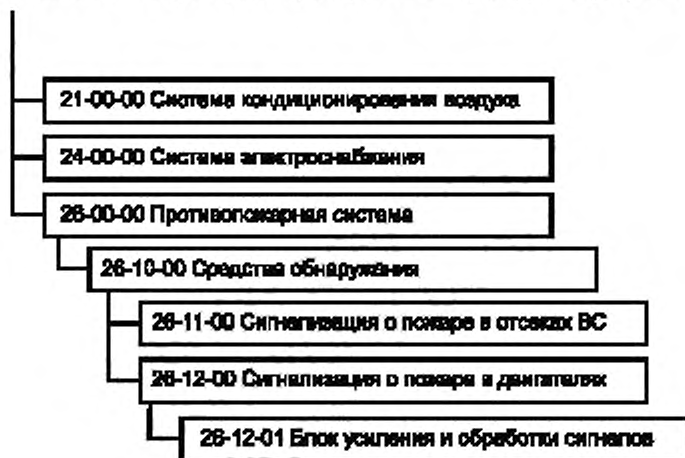 21-00-00 Система кондиционирования воздуха
24-00-00 Система электроснабжения
26-00-00 Противопожарная система
26-10-00 Средства обнаружения
26-11-00 Сигнализация о пожаре в отсеках ВС
26-12-00 Сигнализация о пожаре в двигателях
26-12-01 Блок усиления и обработки сигналов